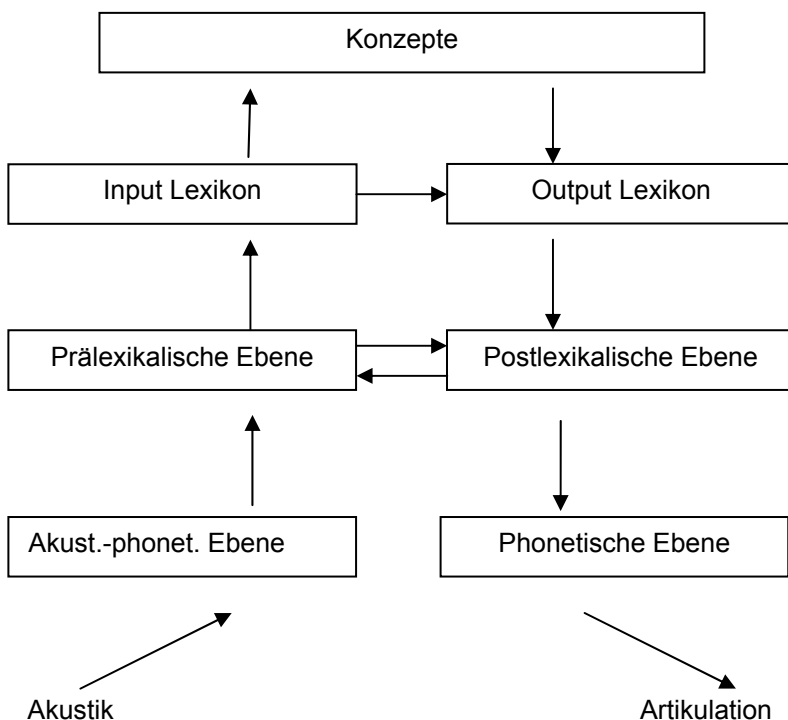 Konzepte
Input Lexikon
Output Lexikon
Prälexikalische Ebene
Postlexikalische Ebene
Akust.-phonet. Ebene
Phonetische Ebene
Akustik
Artikulation